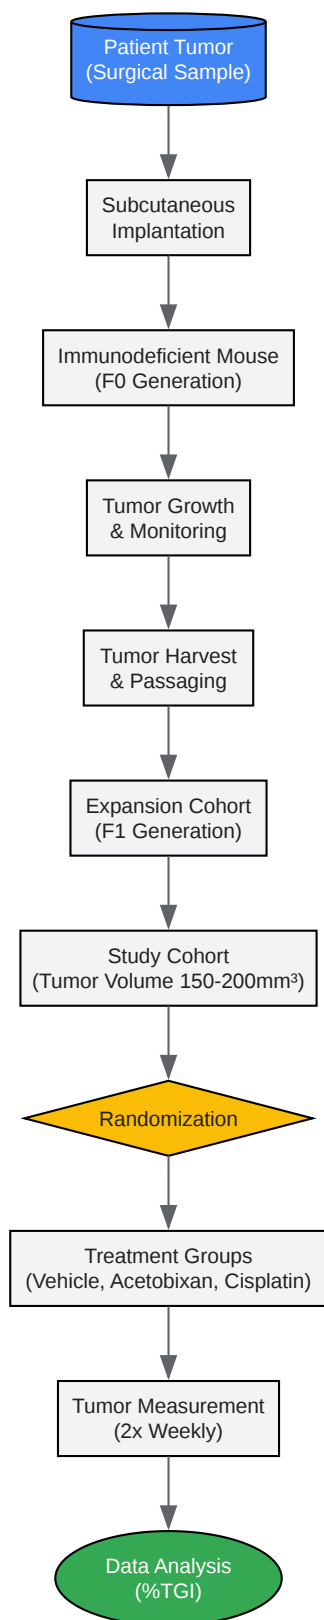 Patient Tumor
(Surgical Sample)
Subcutaneous
Implantation
Immunodeficient Mouse
(F0 Generation)
Tumor Growth
& Monitoring
Tumor Harvest
& Passaging
Expansion Cohort
(F1 Generation)
Study Cohort
(Tumor Volume 150-200mm³)
Randomization
Treatment Groups
(Vehicle, Acetobixan, Cisplatin)
Tumor Measurement
(2x Weekly)
Data Analysis
(%TGI)